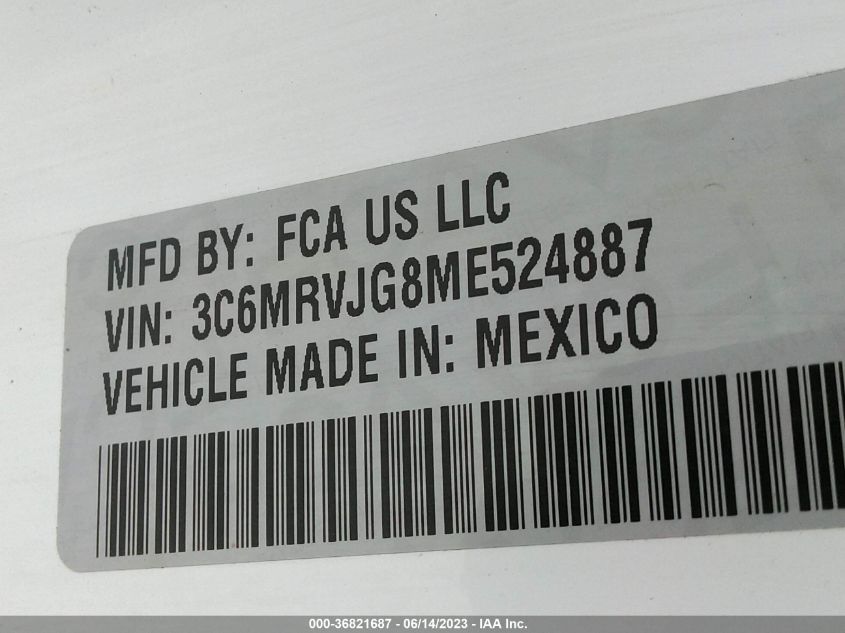 MFD BY: FCA US LLC
VIN: 3C6MRVJG8ME524887
VEHICLE MADE IN: MEXICO
000-36821687 - 06/14/2023 - IAA Inc.